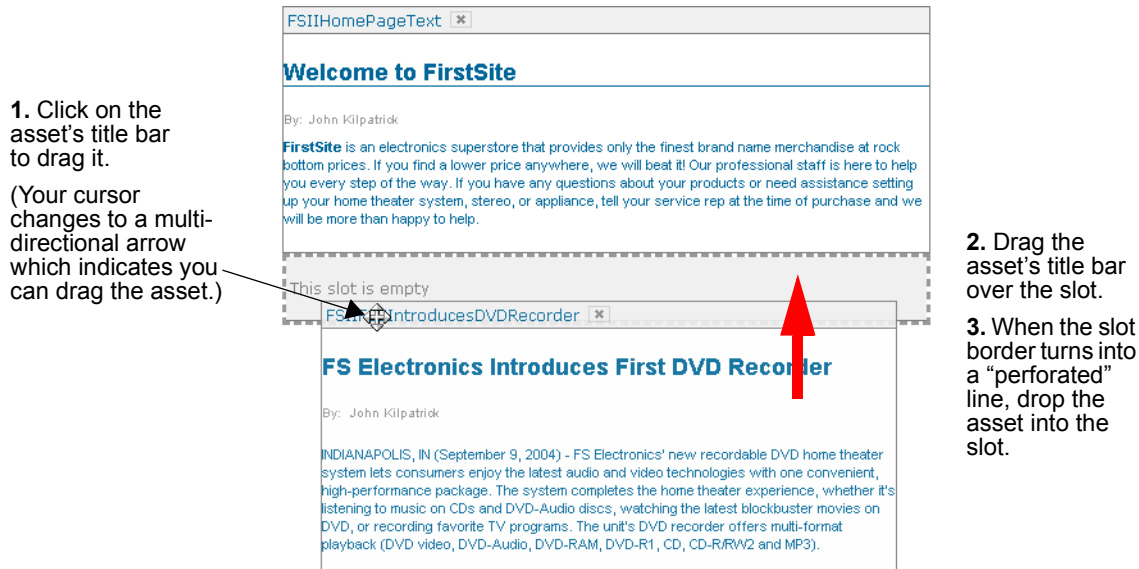 FSIIHomePageText
Welcome to FirstSite
By: John Kilpatrick
FirstSite is an electronics superstore that provides only the finest brand name merchandise at rock
bottom prices. If you find a lower price anywhere, we will beat it! Our professional staff is here to help
you every step of the way. If you have any questions about your products or need assistance setting
up your home theater system, stereo, or appliance, tell your service rep at the time of purchase and we
will be more than happy to help.
1. Click on the
asset's title bar
to drag it.
(Your cursor
changes to a multi-
directional arrow
which indicates you
can drag the asset.)
This slot is empty
IntroducesDVDRecorder
FS Electronics Introduces First DVD Recorder
By: John Kilpatrick
INDIANAPOLIS, IN (September 9, 2004) - FS Electronics' new recordable DVD home theater
system lets consumers enjoy the latest audio and video technologies with one convenient,
high-performance package. The system completes the home theater experience, whether it's
listening to music on CDs and DVD-Audio discs, watching the latest blockbuster movies on
DVD, or recording favorite TV programs. The unit's DVD recorder offers multi-format
playback (DVD video, DVD-Audio, DVD-RAM, DVD-R1, CD, CD-R/RW2 and MP3).
2. Drag the
asset's title bar
over the slot.
3. When the slot
border turns into
a “perforated”
line, drop the
asset into the
slot.